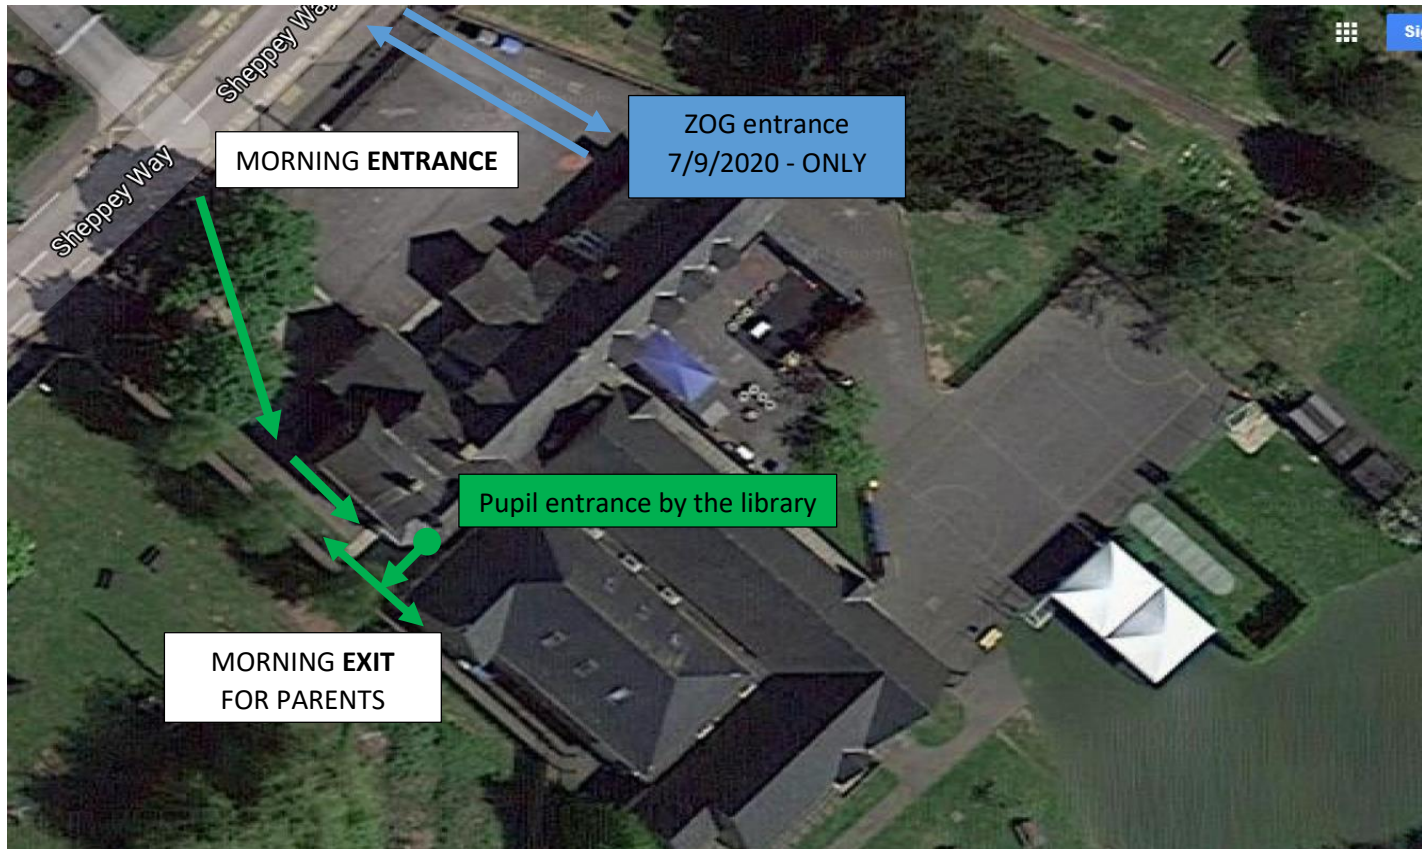 Sheppey Way
Sig
ZOG entrance
7/9/2020 - ONLY
MORNING ENTRANCE
Sheppey Way
Pupil entrance by the library
MORNING EXIT
FOR PARENTS